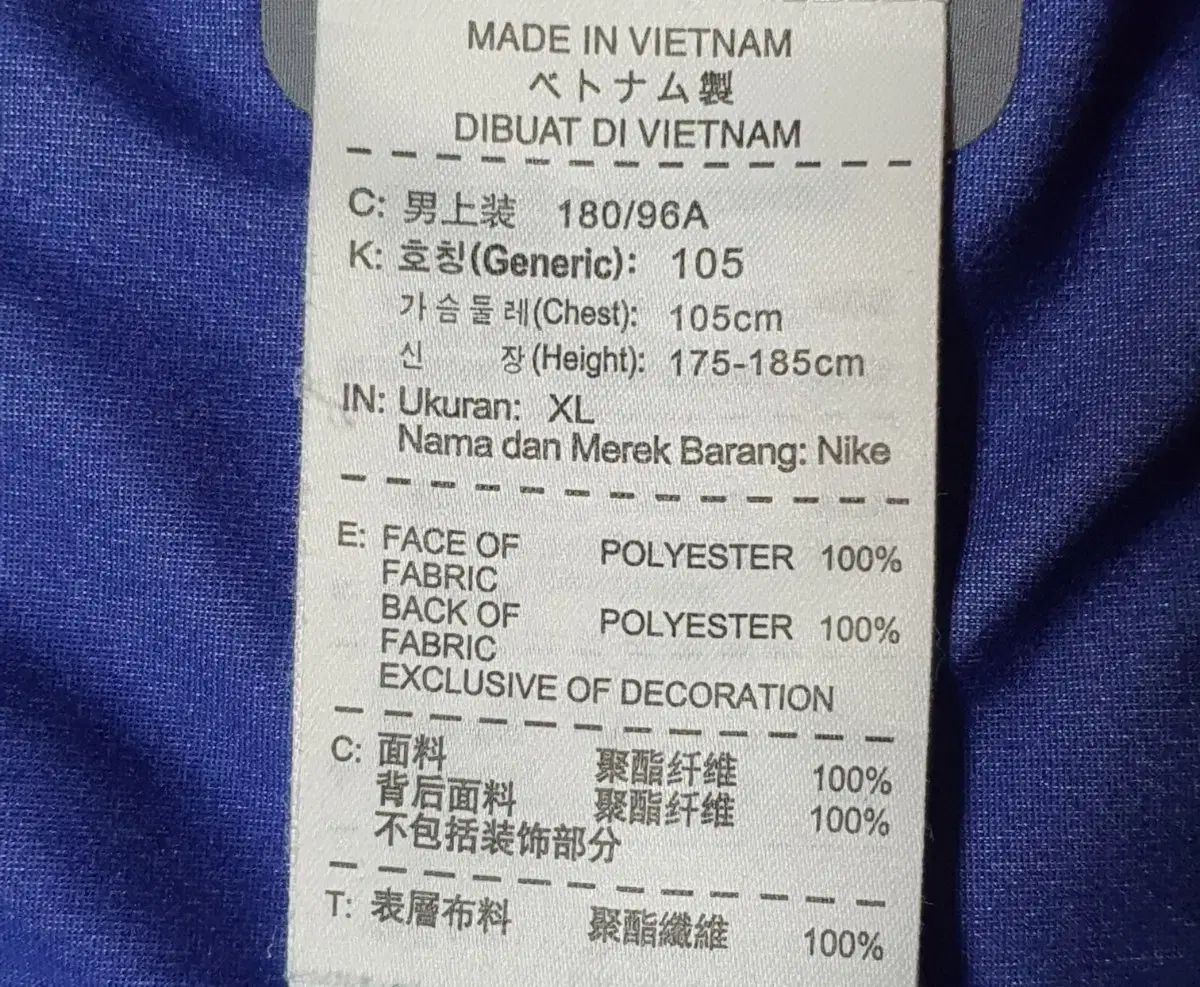 MADE IN VIETNAM
ベトナム製
DIBUAT DI VIETNAM
C: 男上装 180/96A
K: 호칭(Generic): 105
가슴둘레(Chest): 105cm
신 장(Height): 175-185cm
IN: Ukuran: XL
Nama dan Merek Barang: Nike
E: FACE OF POLYESTER 100%
FABRIC
BACK OF POLYESTER 100%
FABRIC
EXCLUSIVE OF DECORATION
C: 面料 聚酯纤维 100%
背后面料 聚酯纤维 100%
不包括装饰部分
T: 表層布料 聚酯纖維 100%